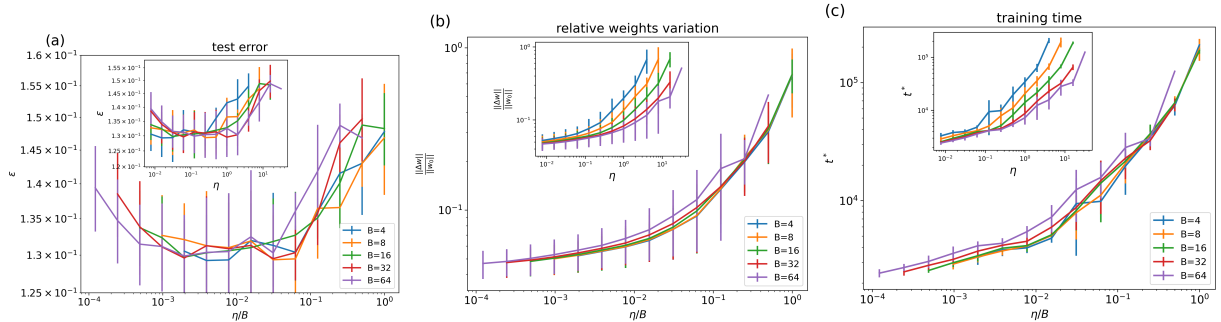 (a)
test error
1.6 × 10⁻¹
1.55 × 10⁻¹
1.5 × 10⁻¹
1.45 × 10⁻¹
1.4 × 10⁻¹
1.35 × 10⁻¹
1.3 × 10⁻¹
1.25 × 10⁻¹
ε
1.55 × 10⁻¹
1.5 × 10⁻¹
1.45 × 10⁻¹
1.4 × 10⁻¹
1.35 × 10⁻¹
1.3 × 10⁻¹
1.25 × 10⁻¹
1.2 × 10⁻¹
ε
10⁻² 10⁻¹ 10⁰ 10¹
η
B=4
B=8
B=16
B=32
B=64
10⁻⁴ 10⁻³ 10⁻² 10⁻¹ 10⁰
η/B
(b)
relative weights variation
10⁰
10⁻¹
||Δw||
||w₀||
10⁰
10⁻¹
||Δw||
||w₀||
10⁻² 10⁻¹ 10⁰ 10¹
η
B=4
B=8
B=16
B=32
B=64
10⁻⁴ 10⁻³ 10⁻² 10⁻¹ 10⁰
η/B
(c)
training time
10⁵
10⁴
t*
10⁵
10⁴
t*
10⁻² 10⁻¹ 10⁰ 10¹
η
B=4
B=8
B=16
B=32
B=64
10⁻⁴ 10⁻³ 10⁻² 10⁻¹ 10⁰
η/B